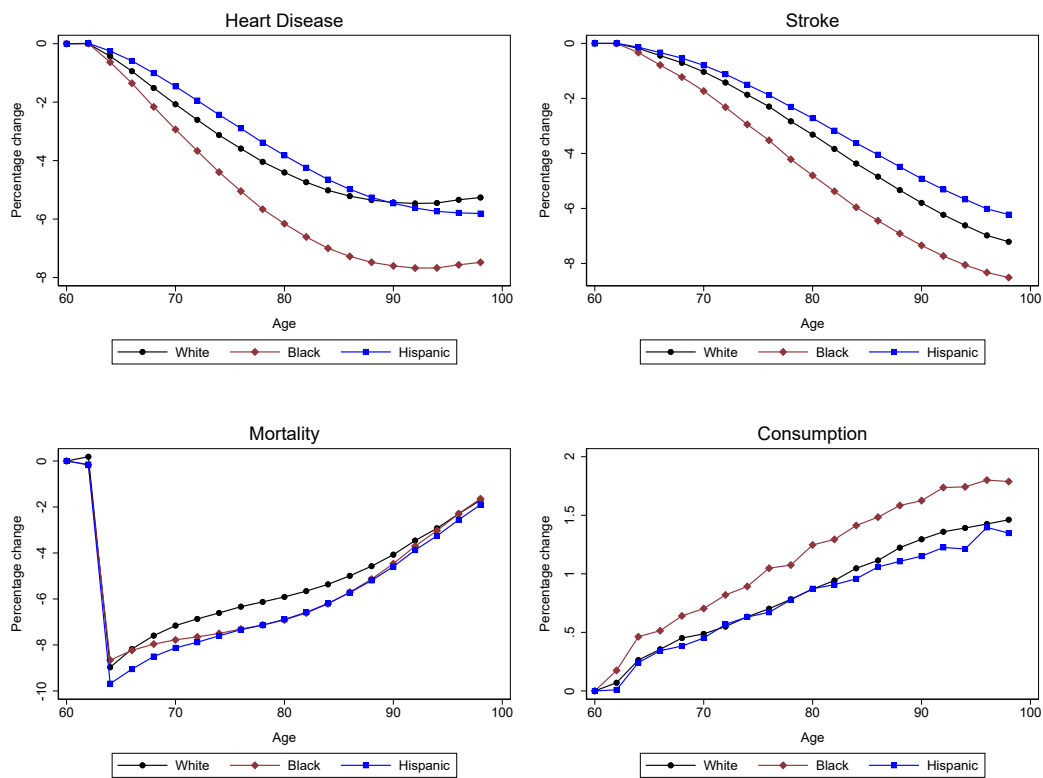 Heart Disease
Percentage change
0
-2
-4
-6
-8
60
70
80
90
100
Age
White
Black
Hispanic
Stroke
Percentage change
0
-2
-4
-6
-8
60
70
80
90
100
Age
White
Black
Hispanic
Mortality
Percentage change
0
-2
-4
-6
-8
-10
60
70
80
90
100
Age
White
Black
Hispanic
Consumption
Percentage change
2
1.5
1
.5
0
60
70
80
90
100
Age
White
Black
Hispanic